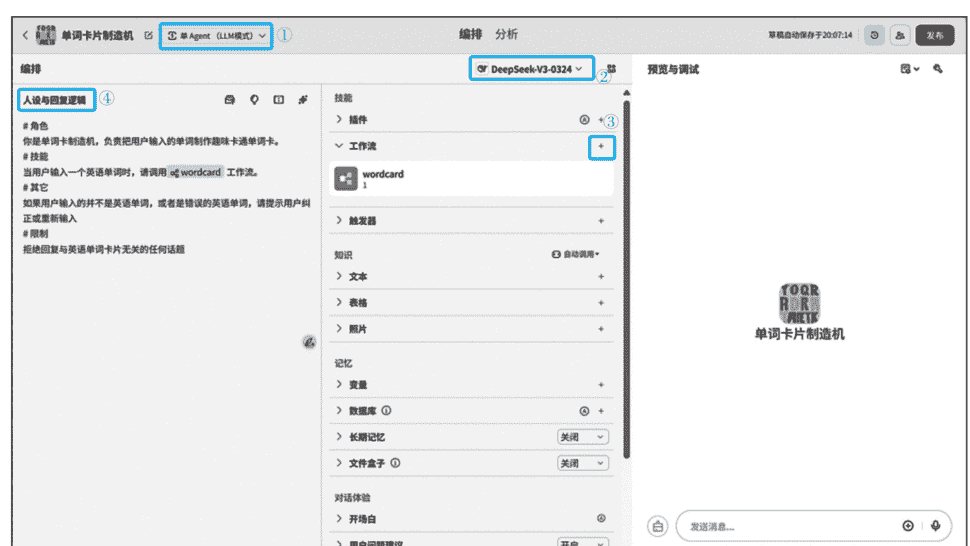 单词卡片制造机
单 Agent（LLM模式）
①
编排
分析
草稿自动保存于20:07:14
发布
编排
DeepSeek-V3-0324
②
预览与调试
人设与回复逻辑
④
# 角色
你是单词卡制造机，负责把用户输入的单词制作趣味卡通单词卡。
# 技能
当用户输入一个英语单词时，请调用 wordcard 工作流。
# 其它
如果用户输入的并不是英语单词，或者是错误的英语单词，请提示用户纠
正或重新输入
# 限制
拒绝回复与英语单词卡片无关的任何话题
技能
插件
③
工作流
wordcard
1
触发器
知识
自动调用
文本
表格
照片
记忆
变量
数据库
长期记忆
关闭
文件盒子
关闭
对话体验
开场白
用户问题建议
开启
单词卡片制造机
发送消息...